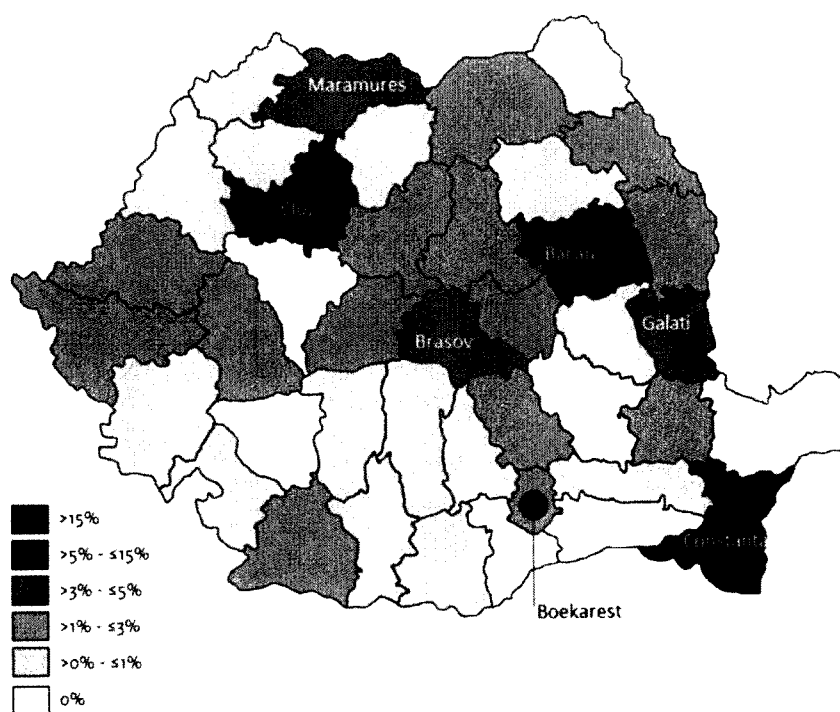 Maramures
Cluj
Bacau
Galati
Brasov
Constanta
>15%
>5% - ≤15%
>3% - ≤5%
>1% - ≤3%
>0% - ≤1%
0%
Boekarest